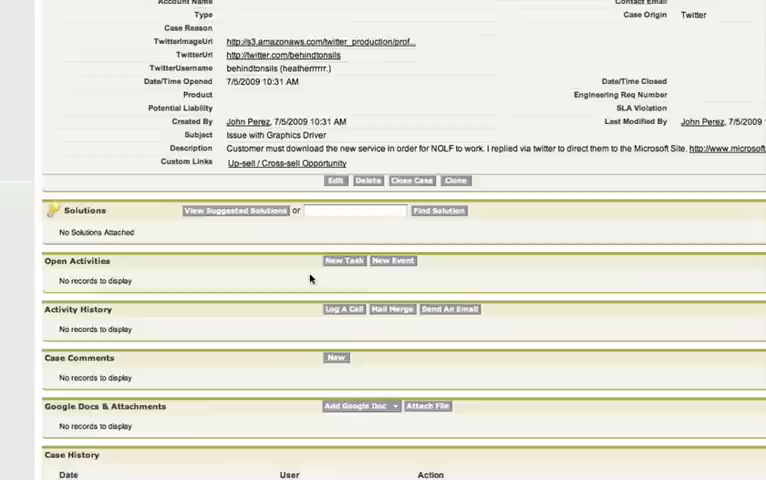 Account Name Contact Email
Type Case Origin Twitter
Case Reason
TwitterImageUrl http://s3.amazonaws.com/twitter_production/prof...
TwitterUrl http://twitter.com/behindtonsils
TwitterUsername behindtonsils (heatherrrrrr.)
Date/Time Opened 7/5/2009 10:31 AM Date/Time Closed
Product Engineering Req Number
Potential Liability SLA Violation
Created By John Perez, 7/5/2009 10:31 AM Last Modified By John Perez, 7/5/2009
Subject Issue with Graphics Driver
Description Customer must download the new service in order for NOLF to work. I replied via twitter to direct them to the Microsoft Site. http://www.microsoft
Custom Links Up-sell / Cross-sell Opportunity
Edit Delete Close Case Clone
Solutions View Suggested Solutions or Find Solution
No Solutions Attached
Open Activities New Task New Event
No records to display
Activity History Log A Call Mail Merge Send An Email
No records to display
Case Comments New
No records to display
Google Docs & Attachments Add Google Doc Attach File
No records to display
Case History
Date User Action